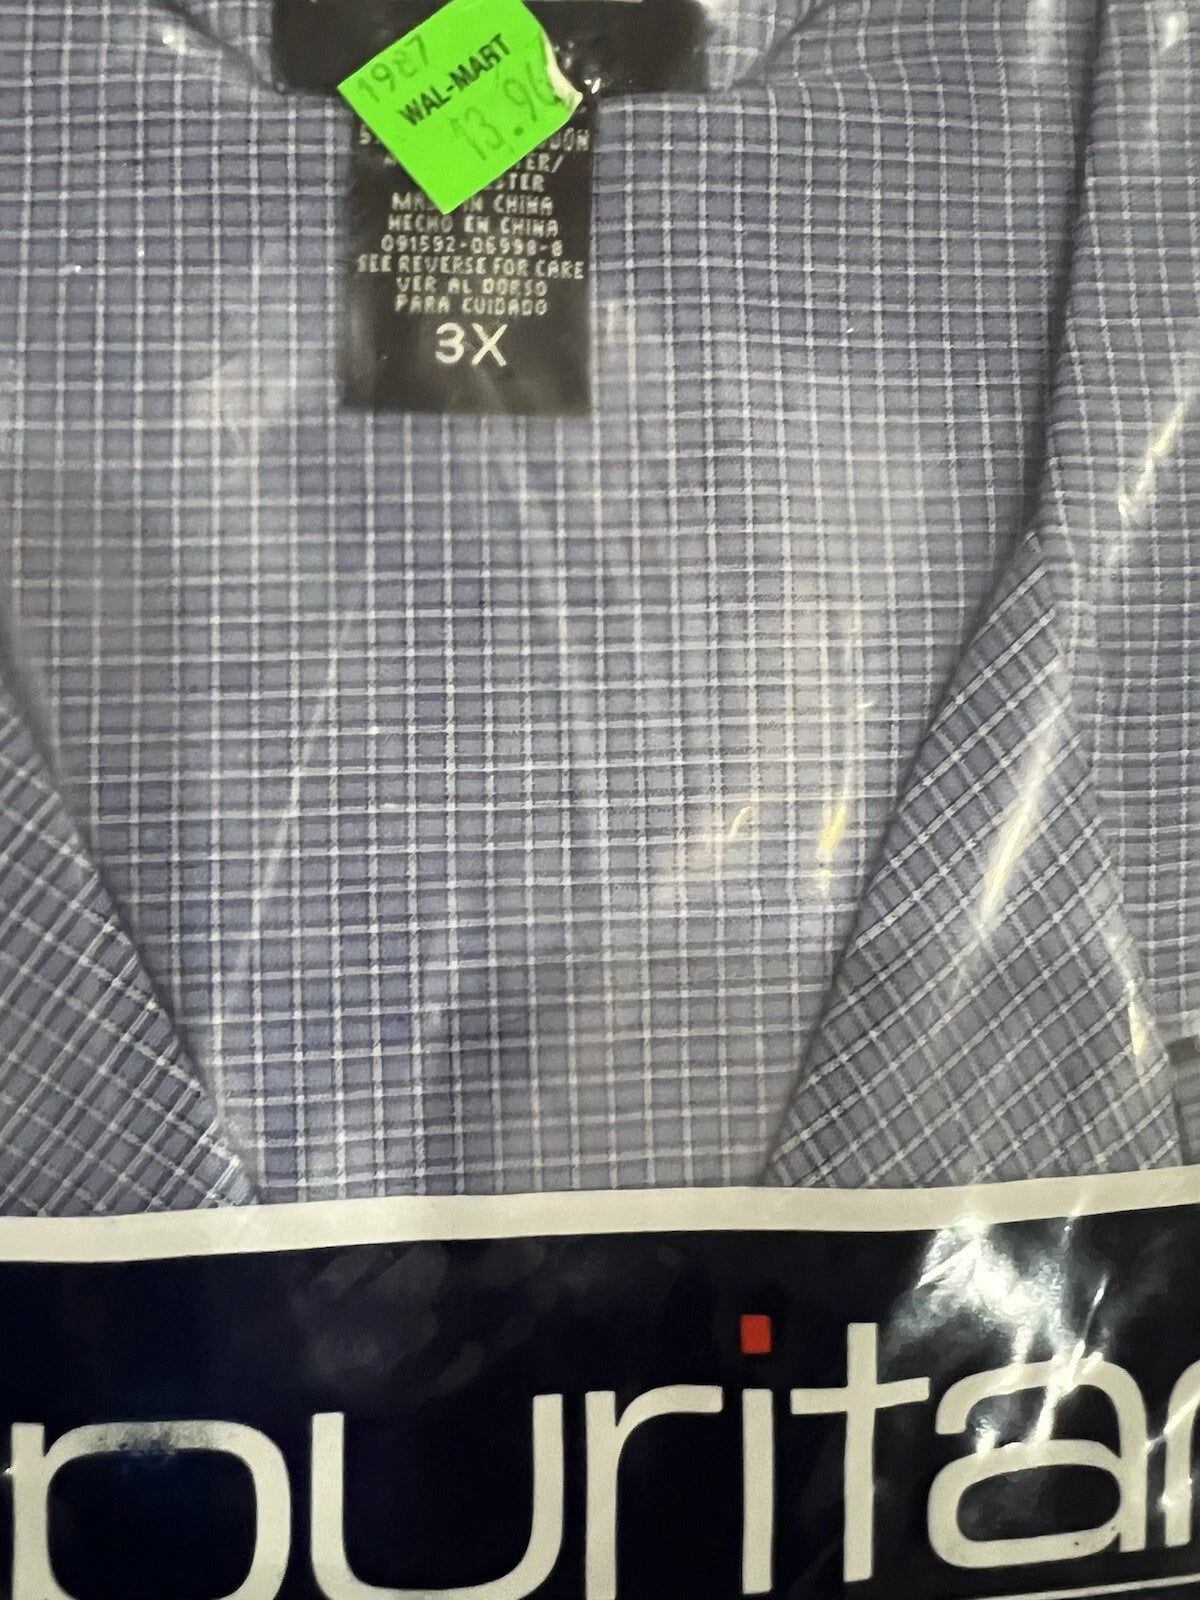 1987
WAL-MART
13.96
MADE IN CHINA
HECHO EN CHINA
091592-06998-8
SEE REVERSE FOR CARE
VER AL DORSO
PARA CUIDADO
3X
puritan